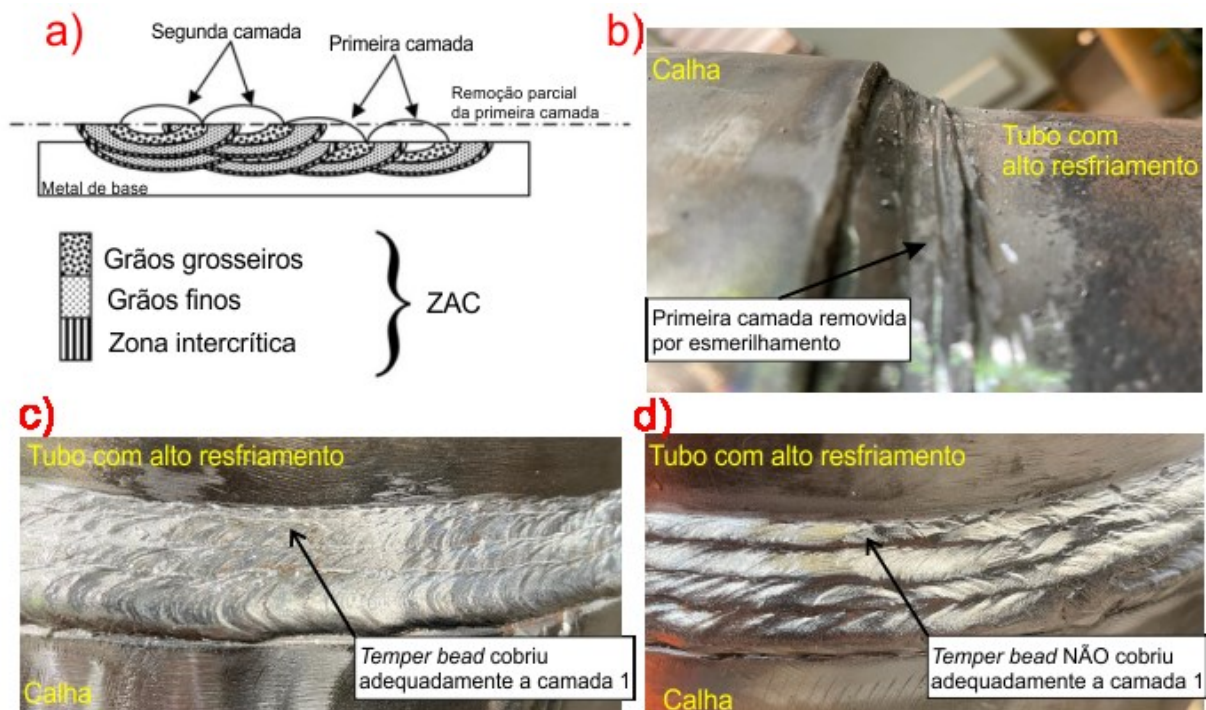 a)
Segunda camada
Primeira camada
Remoção parcial
da primeira camada
Metal de base
Grãos grosseiros
Grãos finos
Zona intercrítica
ZAC
b)
Calha
Tubo com
alto resfriamento
Primeira camada removida
por esmerilhamento
c)
Tubo com alto resfriamento
Temper bead cobriu
adequadamente a camada 1
Calha
d)
Tubo com alto resfriamento
Temper bead NÃO cobriu
adequadamente a camada 1
Calha